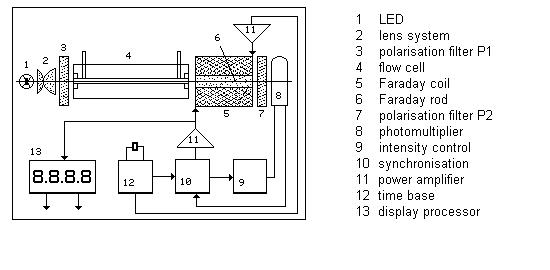 11
6
1
2
3
4
5
7
8
13
8.8.8.8
11
12
10
9
1 LED
2 lens system
3 polarisation filter P1
4 flow cell
5 Faraday coil
6 Faraday rod
7 polarisation filter P2
8 photomultiplier
9 intensity control
10 synchronisation
11 power amplifier
12 time base
13 display processor